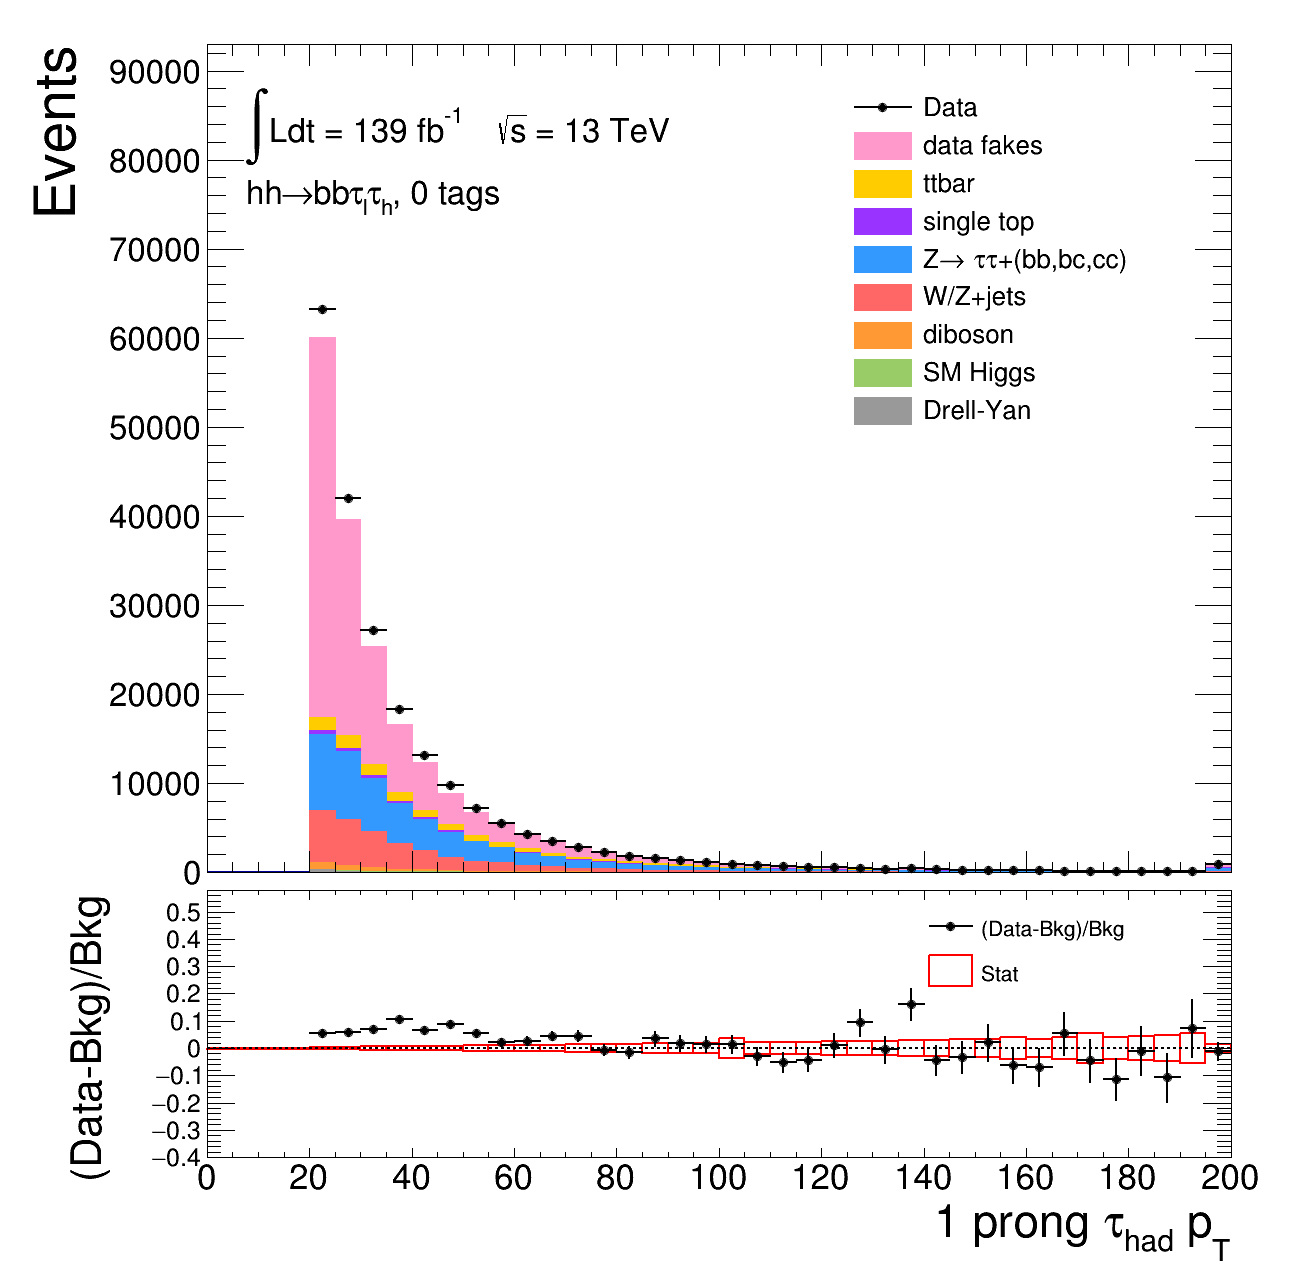 Events
90000
80000
70000
60000
50000
40000
30000
20000
10000
0
∫Ldt = 139 fb⁻¹ √s = 13 TeV
hh→bbτ_lτ_h, 0 tags
Data
data fakes
ttbar
single top
Z→ ττ+(bb,bc,cc)
W/Z+jets
diboson
SM Higgs
Drell-Yan
(Data-Bkg)/Bkg
0.5
0.4
0.3
0.2
0.1
0
−0.1
−0.2
−0.3
−0.4
(Data-Bkg)/Bkg
Stat
0 20 40 60 80 100 120 140 160 180 200
1 prong τ_had p_T